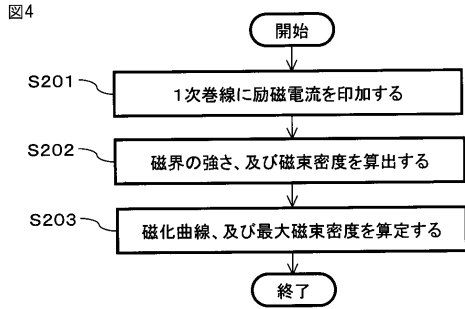 図4
開始
S201
1次巻線に励磁電流を印加する
S202
磁界の強さ、及び磁束密度を算出する
S203
磁化曲線、及び最大磁束密度を算定する
終了